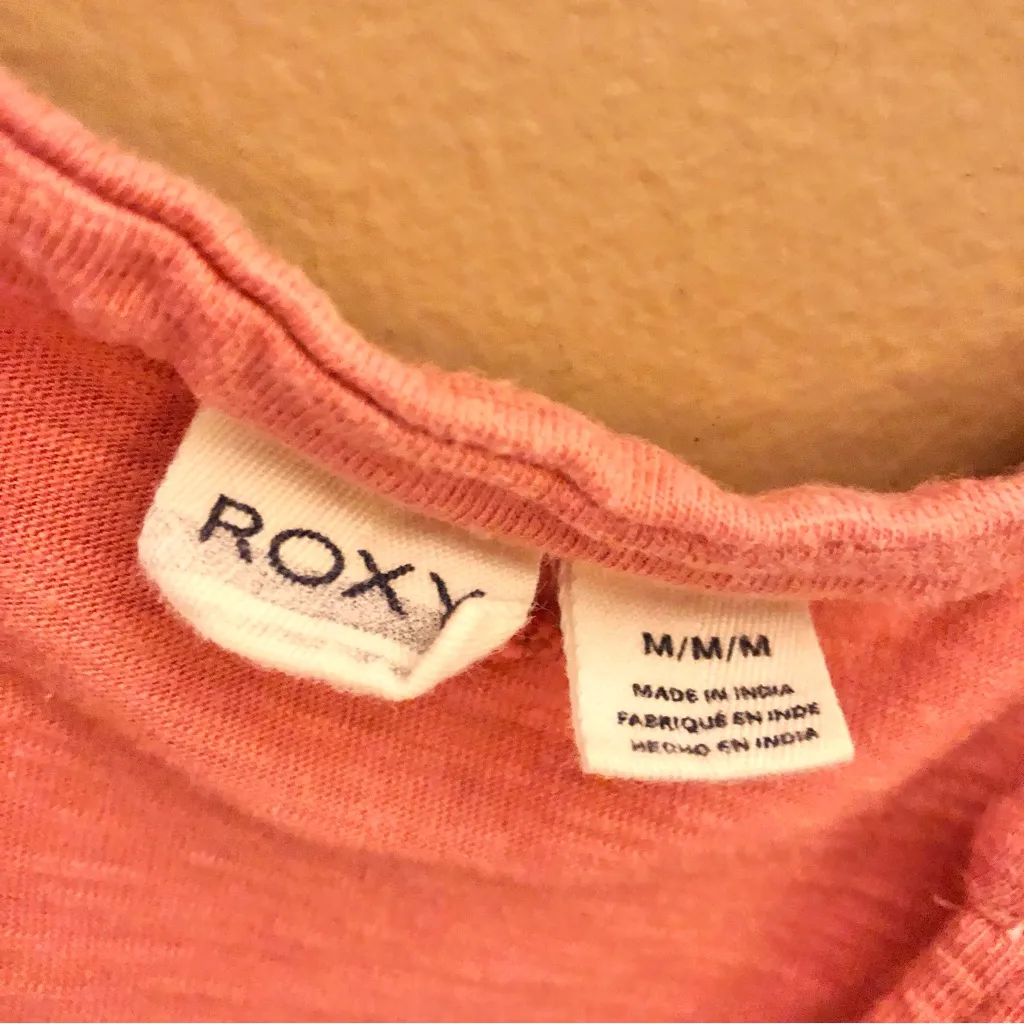 ROXY
M/M/M
MADE IN INDIA
FABRIQUÉ EN INDE
HECHO EN INDIA